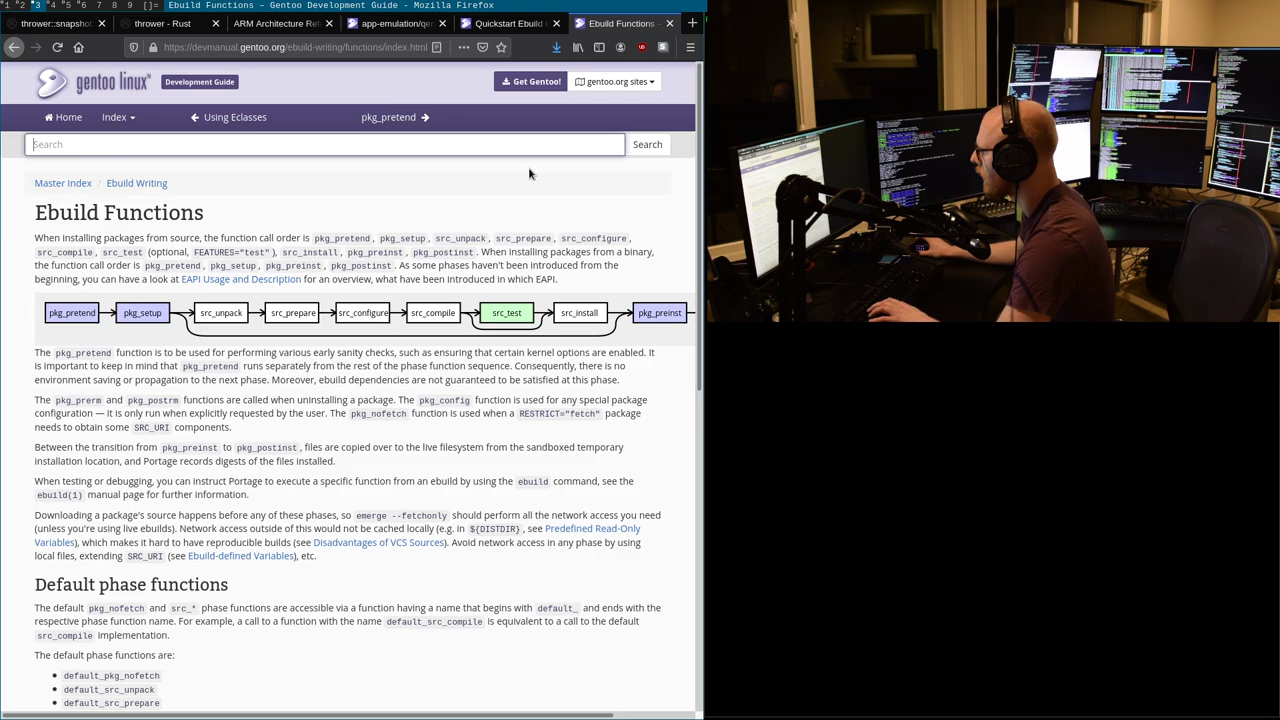 1 2 3 4 5 6 7 8 9 []= Ebuild Functions – Gentoo Development Guide - Mozilla Firefox
thrower::snapshot thrower - Rust ARM Architecture Ref app-emulation/qe Quickstart Ebuild Ebuild Functions –
https://devmanual.gentoo.org/ebuild-writing/functions/index.html
gentoo linux Development Guide Get Gentoo! gentoo.org sites
Home Index Using Eclasses pkg_pretend
Search Search
Master Index / Ebuild Writing
Ebuild Functions
When installing packages from source, the function call order is pkg_pretend, pkg_setup, src_unpack, src_prepare, src_configure,
src_compile, src_test (optional, FEATURES="test"), src_install, pkg_preinst, pkg_postinst. When installing packages from a binary,
the function call order is pkg_pretend, pkg_setup, pkg_preinst, pkg_postinst. As some phases haven't been introduced from the
beginning, you can have a look at EAPI Usage and Description for an overview, what have been introduced in which EAPI.
pkg_pretend pkg_setup src_unpack src_prepare src_configure src_compile src_test src_install pkg_preinst
The pkg_pretend function is to be used for performing various early sanity checks, such as ensuring that certain kernel options are enabled. It
is important to keep in mind that pkg_pretend runs separately from the rest of the phase function sequence. Consequently, there is no
environment saving or propagation to the next phase. Moreover, ebuild dependencies are not guaranteed to be satisfied at this phase.
The pkg_prerm and pkg_postrm functions are called when uninstalling a package. The pkg_config function is used for any special package
configuration — it is only run when explicitly requested by the user. The pkg_nofetch function is used when a RESTRICT="fetch" package
needs to obtain some SRC_URI components.
Between the transition from pkg_preinst to pkg_postinst, files are copied over to the live filesystem from the sandboxed temporary
installation location, and Portage records digests of the files installed.
When testing or debugging, you can instruct Portage to execute a specific function from an ebuild by using the ebuild command, see the
ebuild(1) manual page for further information.
Downloading a package's source happens before any of these phases, so emerge --fetchonly should perform all the network access you need
(unless you're using live ebuilds). Network access outside of this would not be cached locally (e.g. in ${DISTDIR}, see Predefined Read-Only
Variables), which makes it hard to have reproducible builds (see Disadvantages of VCS Sources). Avoid network access in any phase by using
local files, extending SRC_URI (see Ebuild-defined Variables), etc.
Default phase functions
The default pkg_nofetch and src_* phase functions are accessible via a function having a name that begins with default_ and ends with the
respective phase function name. For example, a call to a function with the name default_src_compile is equivalent to a call to the default
src_compile implementation.
The default phase functions are:
default_pkg_nofetch
default_src_unpack
default_src_prepare